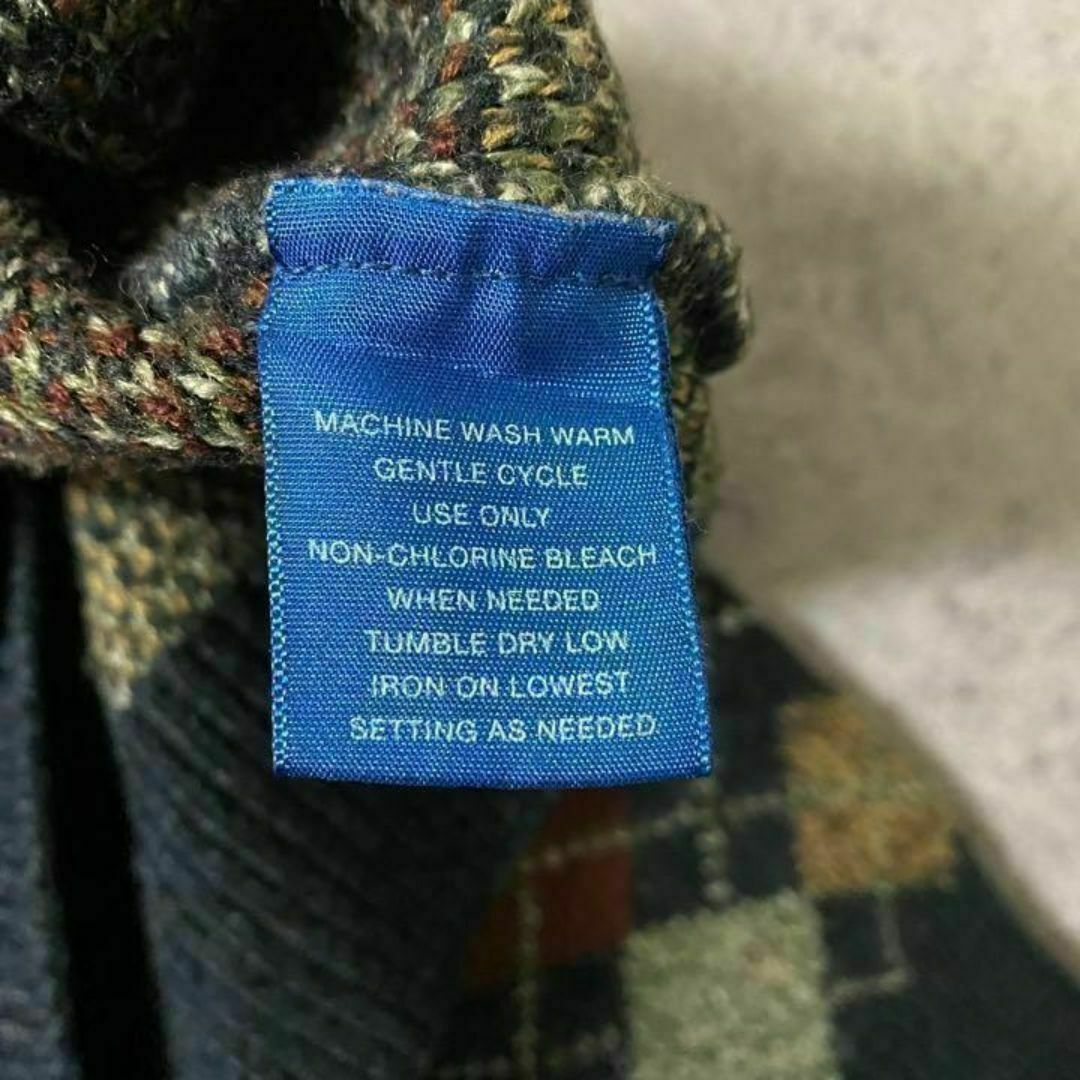 MACHINE WASH WARM
GENTLE CYCLE
USE ONLY
NON-CHLORINE BLEACH
WHEN NEEDED
TUMBLE DRY LOW
IRON ON LOWEST
SETTING AS NEEDED